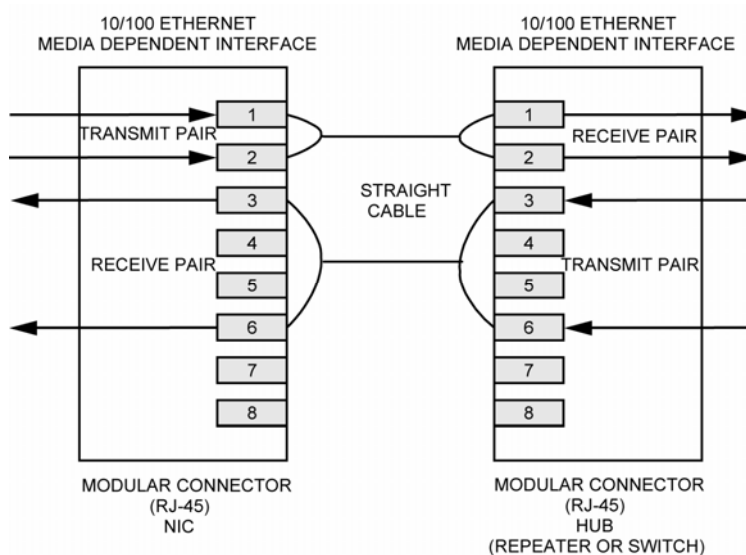 10/100 ETHERNET
MEDIA DEPENDENT INTERFACE
10/100 ETHERNET
MEDIA DEPENDENT INTERFACE
1
TRANSMIT PAIR
2
3
4
RECEIVE PAIR
5
6
7
8
STRAIGHT
CABLE
1
RECEIVE PAIR
2
3
4
TRANSMIT PAIR
5
6
7
8
MODULAR CONNECTOR
(RJ-45)
NIC
MODULAR CONNECTOR
(RJ-45)
HUB
(REPEATER OR SWITCH)